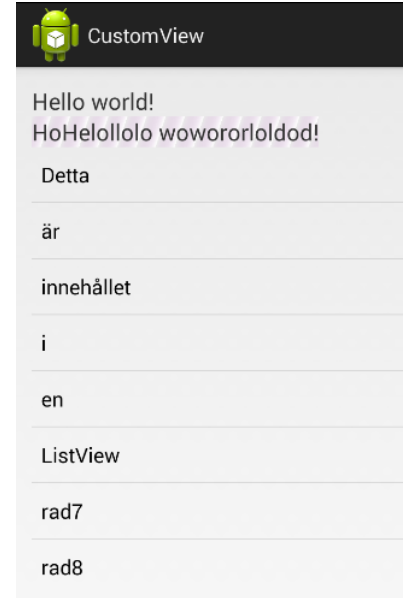 CustomView
Hello world!
HoHelollolo wowororloldod!
Detta
är
innehållet
i
en
ListView
rad7
rad8